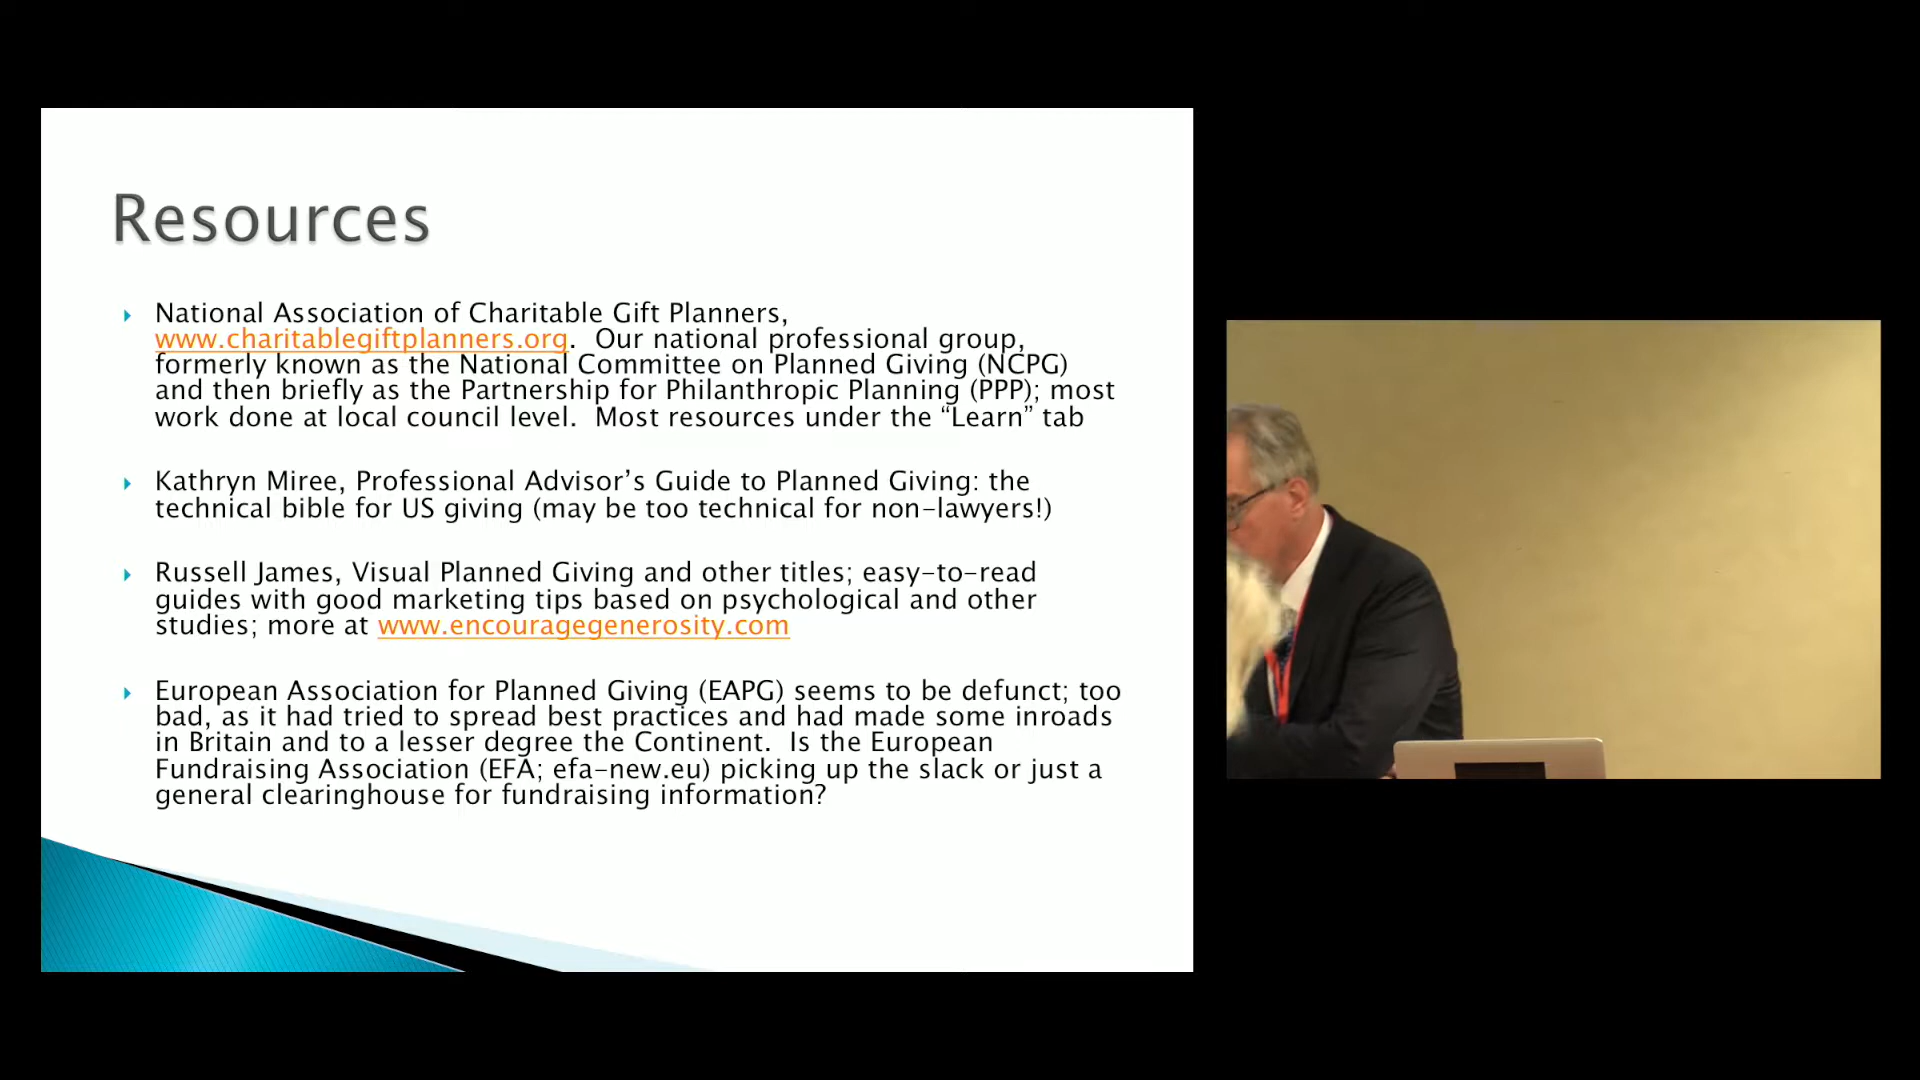 Resources
National Association of Charitable Gift Planners,
www.charitablegiftplanners.org.  Our national professional group,
formerly known as the National Committee on Planned Giving (NCPG)
and then briefly as the Partnership for Philanthropic Planning (PPP); most
work done at local council level.  Most resources under the “Learn” tab
Kathryn Miree, Professional Advisor’s Guide to Planned Giving: the
technical bible for US giving (may be too technical for non-lawyers!)
Russell James, Visual Planned Giving and other titles; easy-to-read
guides with good marketing tips based on psychological and other
studies; more at www.encouragegenerosity.com
European Association for Planned Giving (EAPG) seems to be defunct; too
bad, as it had tried to spread best practices and had made some inroads
in Britain and to a lesser degree the Continent.  Is the European
Fundraising Association (EFA; efa-new.eu) picking up the slack or just a
general clearinghouse for fundraising information?